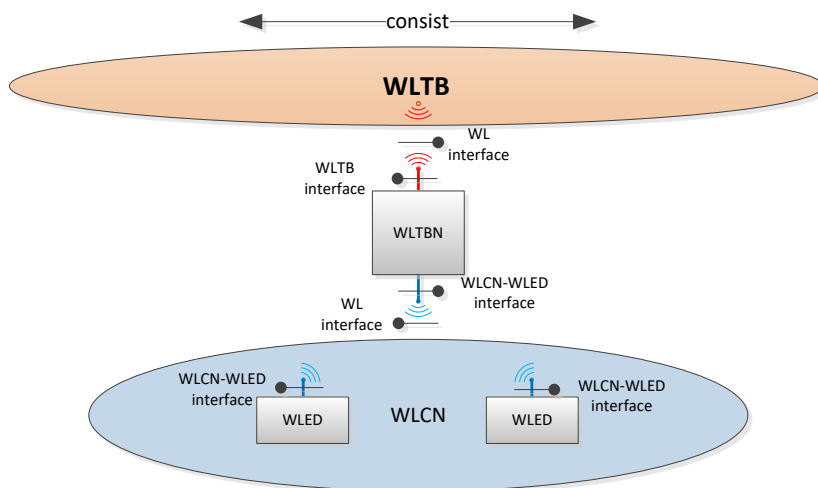 consist
WLTB
WL
interface
WLTB
interface
WLTBN
WLCN-WLED
interface
WL
interface
WLCN-WLED
interface
WLED
WLCN
WLED
WLCN-WLED
interface